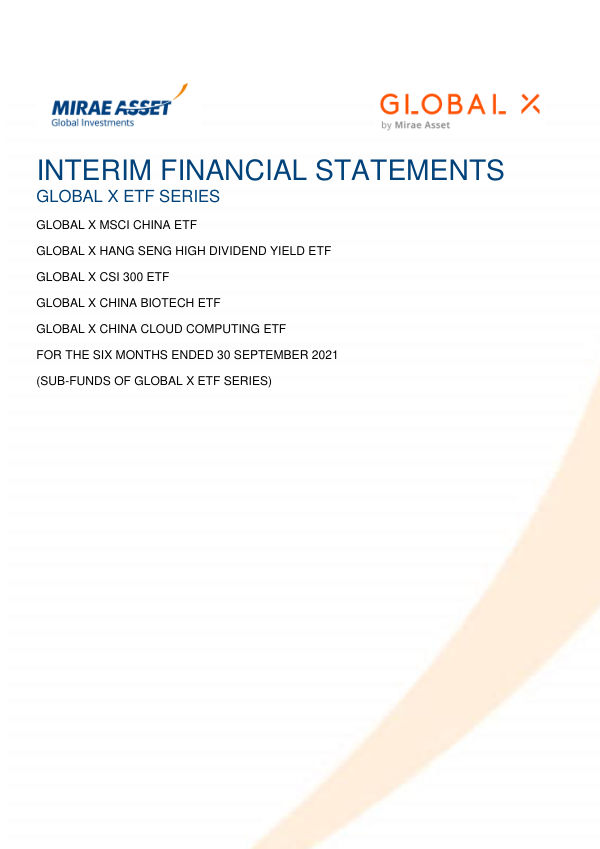 MIRAE ASSET
Global Investments
GLOBAL X
by Mirae Asset
INTERIM FINANCIAL STATEMENTS
GLOBAL X ETF SERIES
GLOBAL X MSCI CHINA ETF
GLOBAL X HANG SENG HIGH DIVIDEND YIELD ETF
GLOBAL X CSI 300 ETF
GLOBAL X CHINA BIOTECH ETF
GLOBAL X CHINA CLOUD COMPUTING ETF
FOR THE SIX MONTHS ENDED 30 SEPTEMBER 2021
(SUB-FUNDS OF GLOBAL X ETF SERIES)